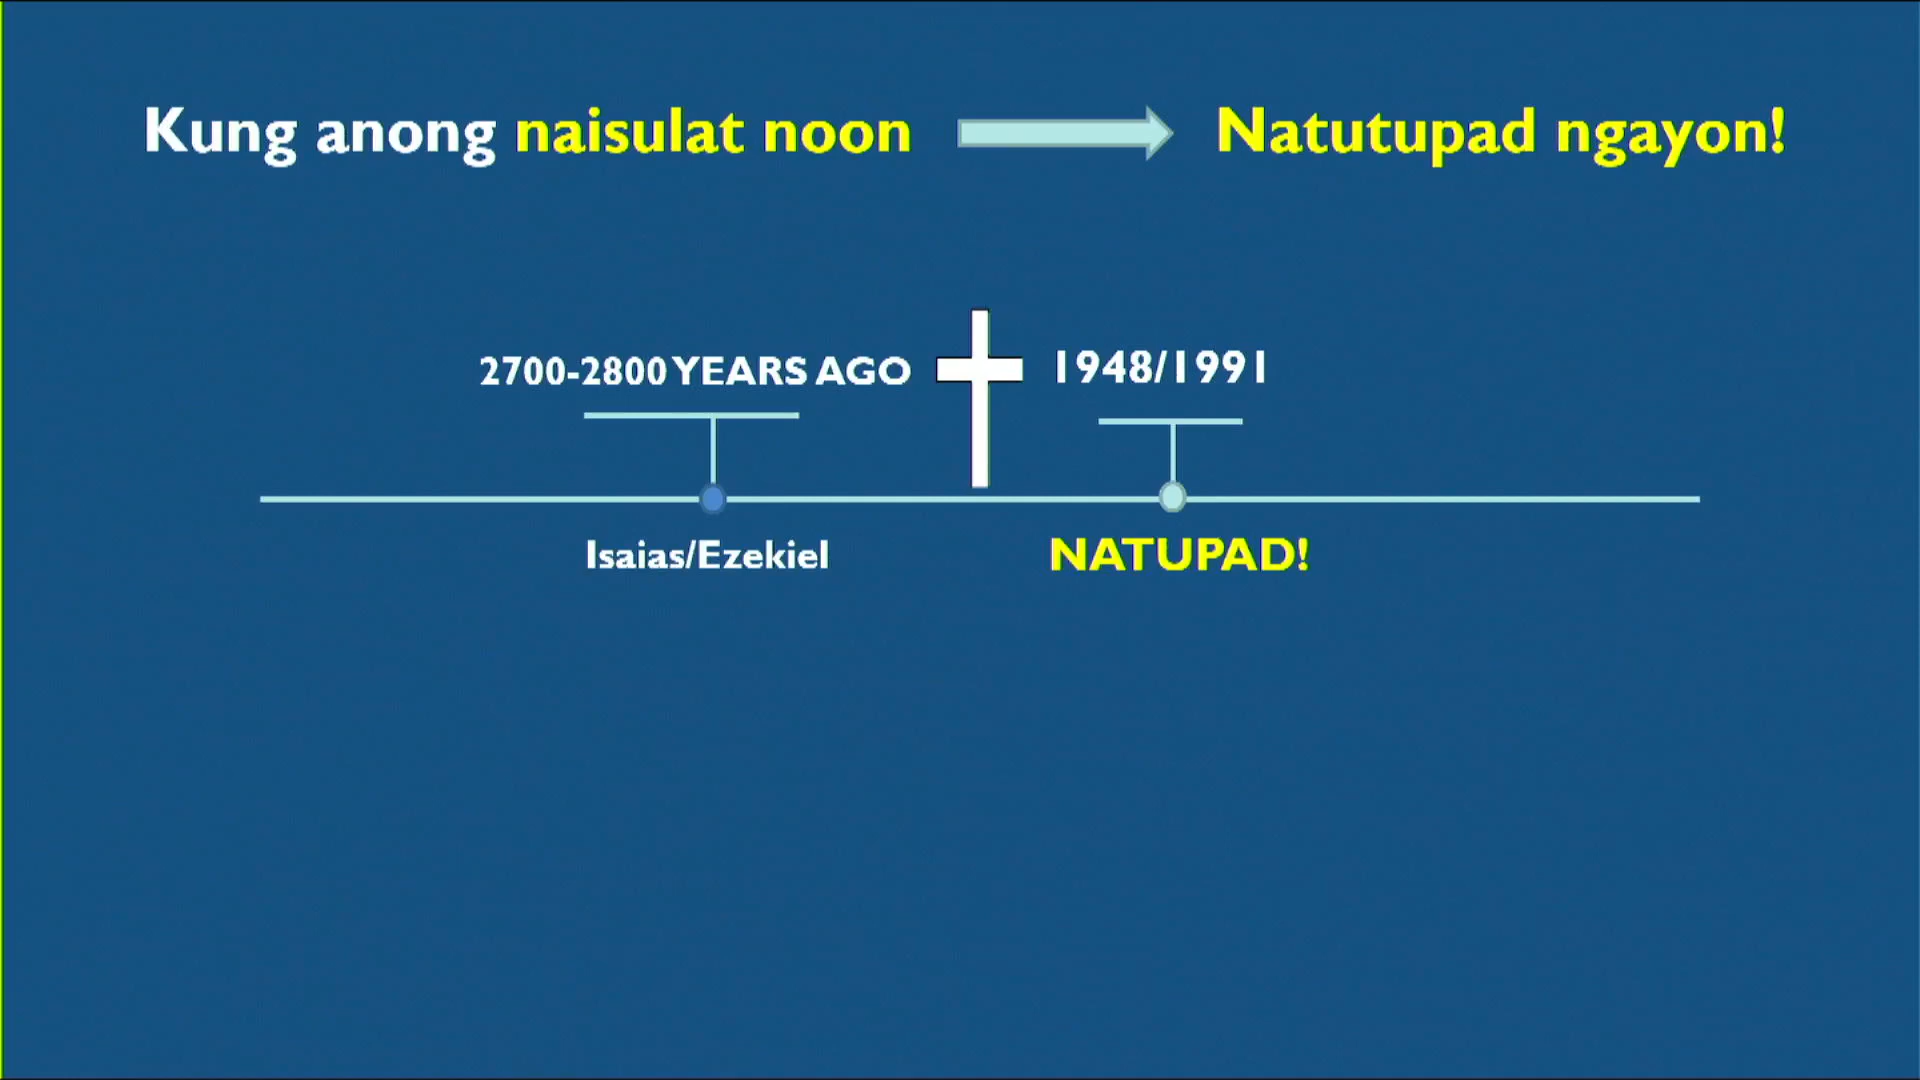 Kung anong naisulat noon Natutupad ngayon!
2700-2800 YEARS AGO 1948/1991
Isaias/Ezekiel NATUPAD!